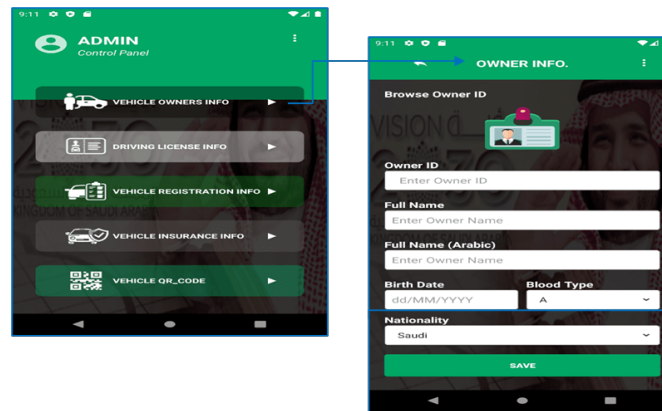 9:11
ADMIN
Control Panel
VEHICLE OWNERS INFO
DRIVING LICENSE INFO
VEHICLE REGISTRATION INFO
VEHICLE INSURANCE INFO
VEHICLE QR_CODE
9:11
OWNER INFO.
Browse Owner ID
VISION
Owner ID
Enter Owner ID
Full Name
Enter Owner Name
Full Name (Arabic)
Enter Owner Name
Birth Date
Blood Type
dd/MM/YYYY
A
Nationality
Saudi
SAVE